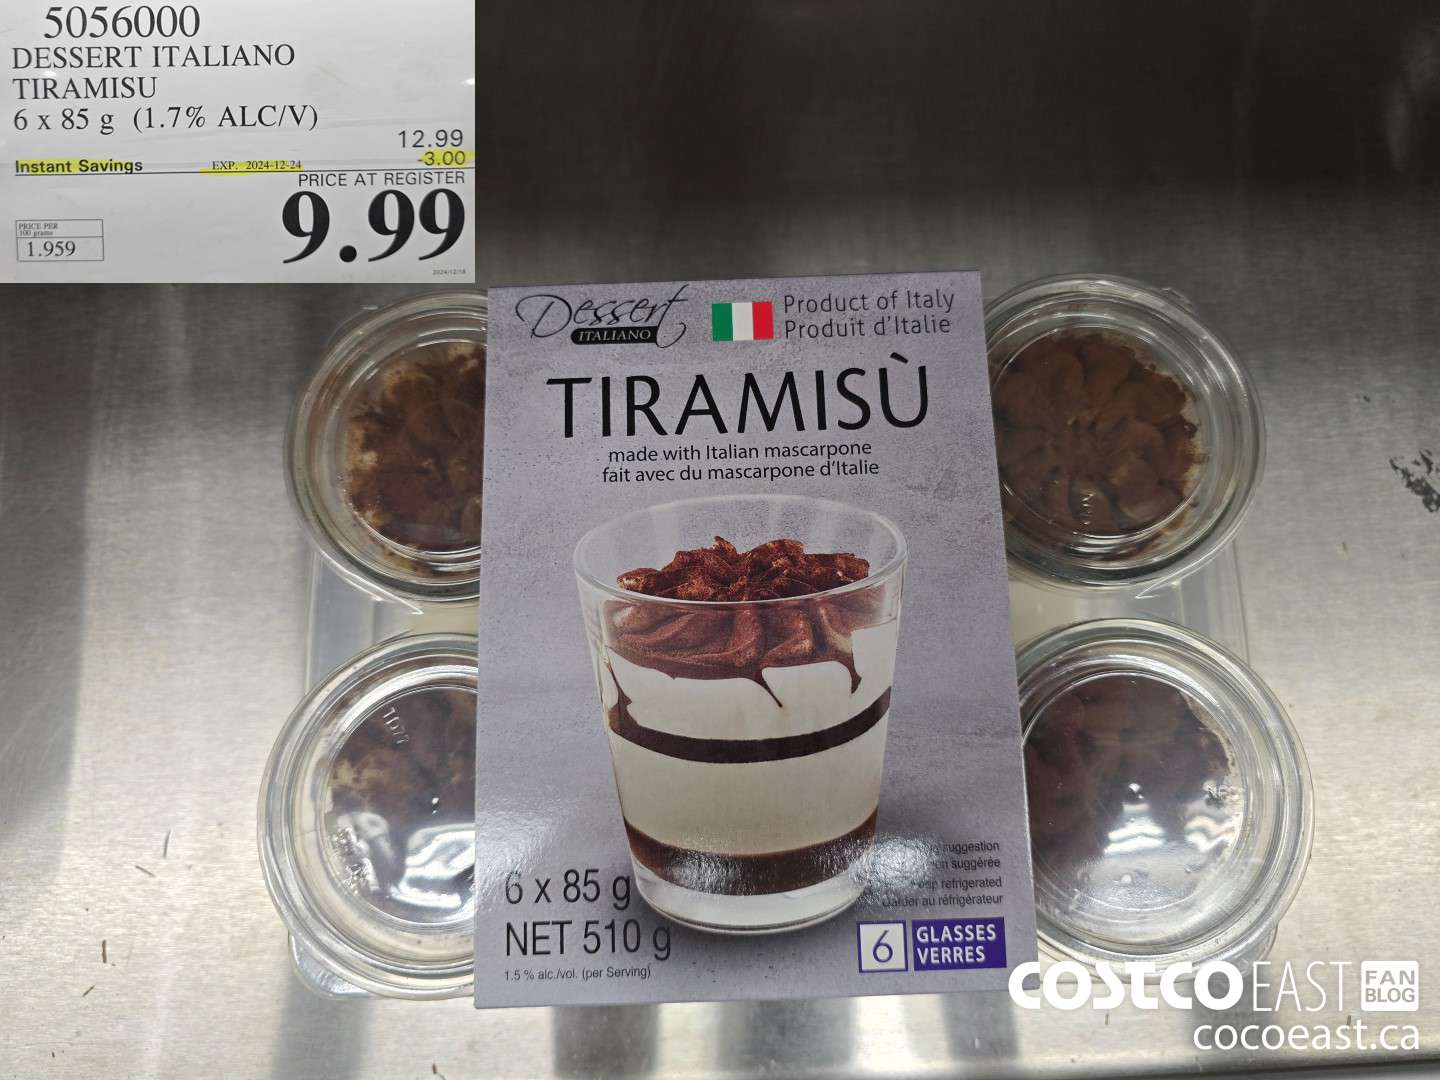 5056000
DESSERT ITALIANO
TIRAMISU
6 x 85 g (1.7% ALC/V)
12.99
Instant Savings EXP. 2024-12-24 -3.00
PRICE AT REGISTER
9.99
PRICE PER
100 grams
1.959
2024/12/18
Dessert
ITALIANO
Product of Italy
Produit d'Italie
TIRAMISÙ
made with Italian mascarpone
fait avec du mascarpone d'Italie
suggestion
suggérée
refrigerated
Garder au réfrigérateur
6 x 85 g
NET 510 g
1.5 % alc./vol. (per Serving)
6 GLASSES
VERRES
COSTCO EAST FAN
BLOG
cocoeast.ca